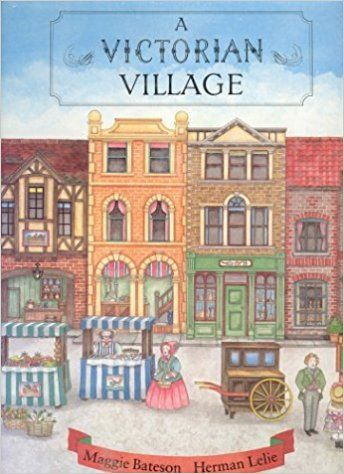 A
VICTORIAN
VILLAGE
Maggie Bateson Herman Lelie